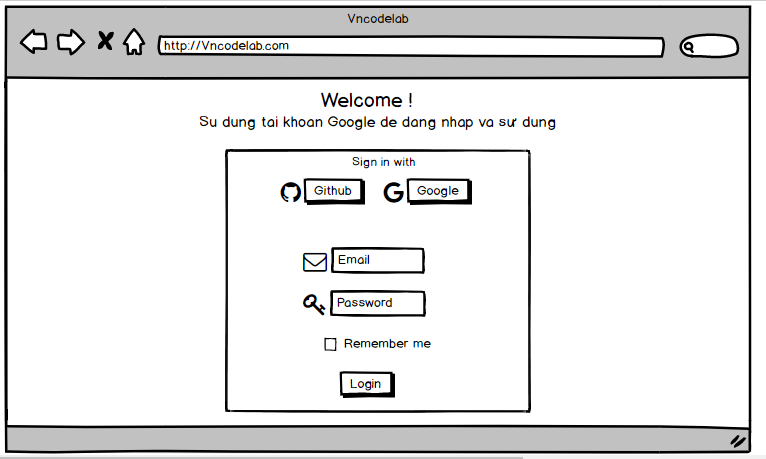 Vncodelab
http://Vncodelab.com
Welcome !
Su dung tai khoan Google de dang nhap va sư dung
Sign in with
Github
Google
Email
Password
Remember me
Login